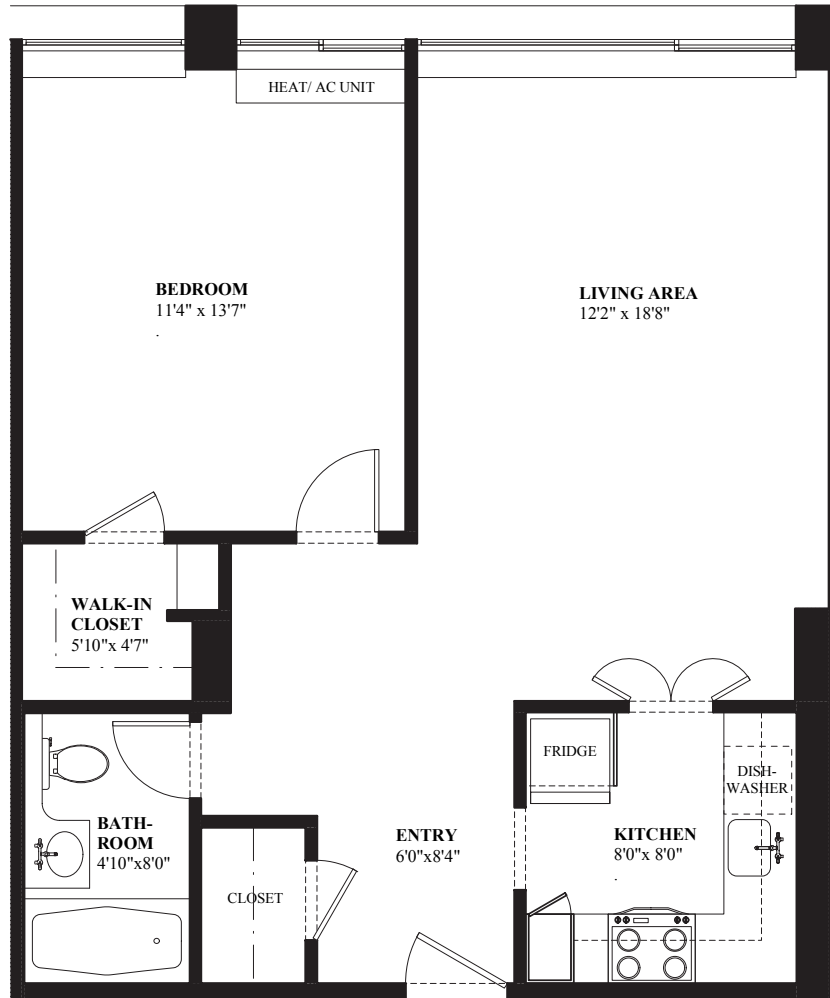 HEAT/ AC UNIT
BEDROOM
11'4" x 13'7"
.
LIVING AREA
12'2" x 18'8"
WALK-IN
CLOSET
5'10"x 4'7"
FRIDGE
DISH-
WASHER
BATH-
ROOM
4'10"x8'0"
ENTRY
6'0"x8'4"
KITCHEN
8'0"x 8'0"
.
CLOSET